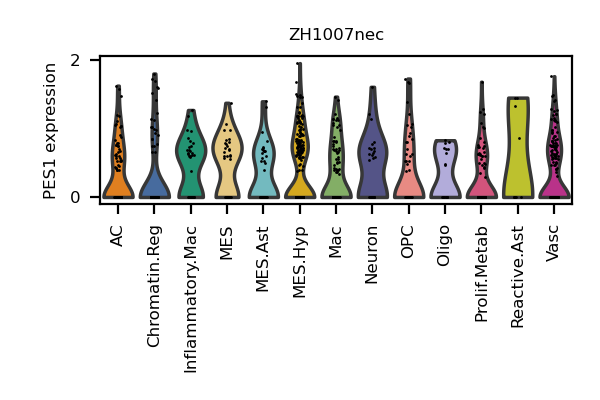 ZH1007nec
PES1 expression
2
0
AC
Chromatin.Reg
Inflammatory.Mac
MES
MES.Ast
MES.Hyp
Mac
Neuron
OPC
Oligo
Prolif.Metab
Reactive.Ast
Vasc